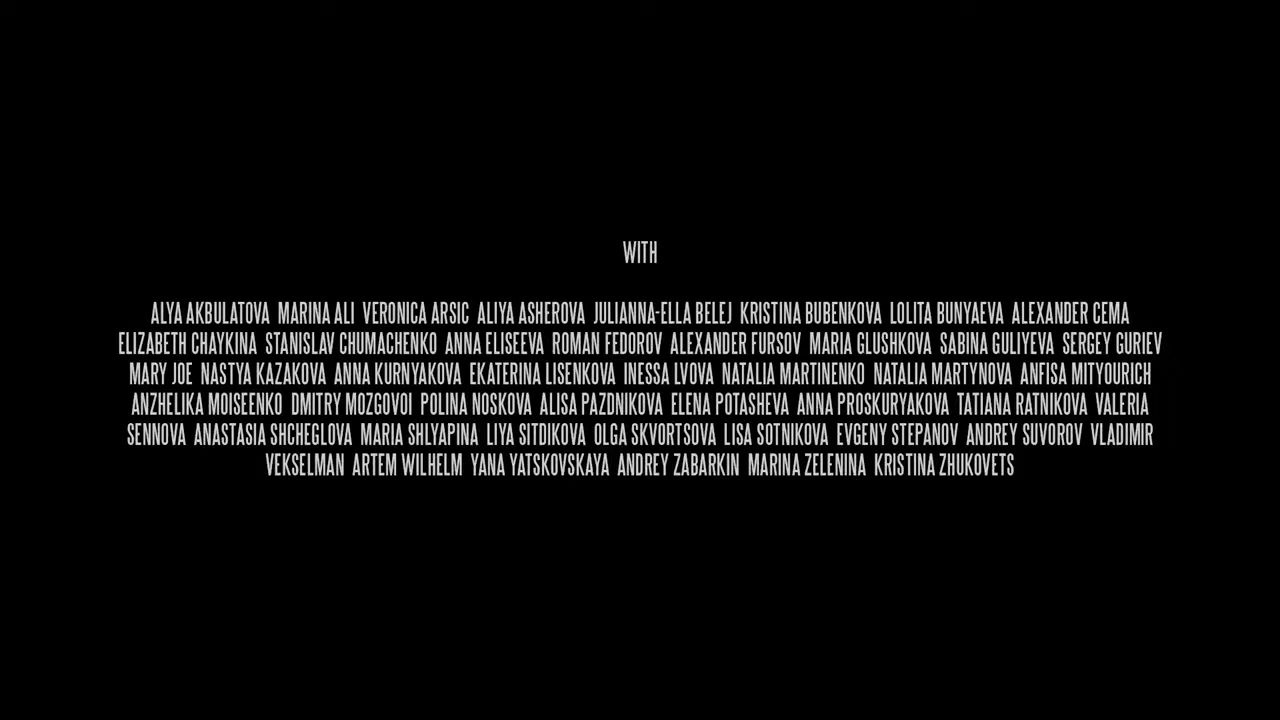 WITH
ALYA AKBULATOVA MARINA ALI VERONICA ARSIC ALIYA ASHEROVA JULIANNA-ELLA BELEJ KRISTINA BUBENKOVA LOLITA BUNYAEVA ALEXANDER CEMA
ELIZABETH CHAYKINA STANISLAV CHUMACHENKO ANNA ELISEEVA ROMAN FEDOROV ALEXANDER FURSOV MARIA GLUSHKOVA SABINA GULIYEVA SERGEY GURIEV
MARY JOE NASTYA KAZAKOVA ANNA KURNYAKOVA EKATERINA LISENKOVA INESSA LVOVA NATALIA MARTINENKO NATALIA MARTYNOVA ANFISA MITYOURICH
ANZHELIKA MOISEENKO DMITRY MOZGOVOI POLINA NOSKOVA ALISA PAZDNIKOVA ELENA POTASHEVA ANNA PROSKURYAKOVA TATIANA RATNIKOVA VALERIA
SENNOVA ANASTASIA SHCHEGLOVA MARIA SHLYAPINA LIYA SITDIKOVA OLGA SKVORTSOVA LISA SOTNIKOVA EVGENY STEPANOV ANDREY SUVOROV VLADIMIR
VEKSELMAN ARTEM WILHELM YANA YATSKOVSKAYA ANDREY ZABARKIN MARINA ZELENINA KRISTINA ZHUKOVETS